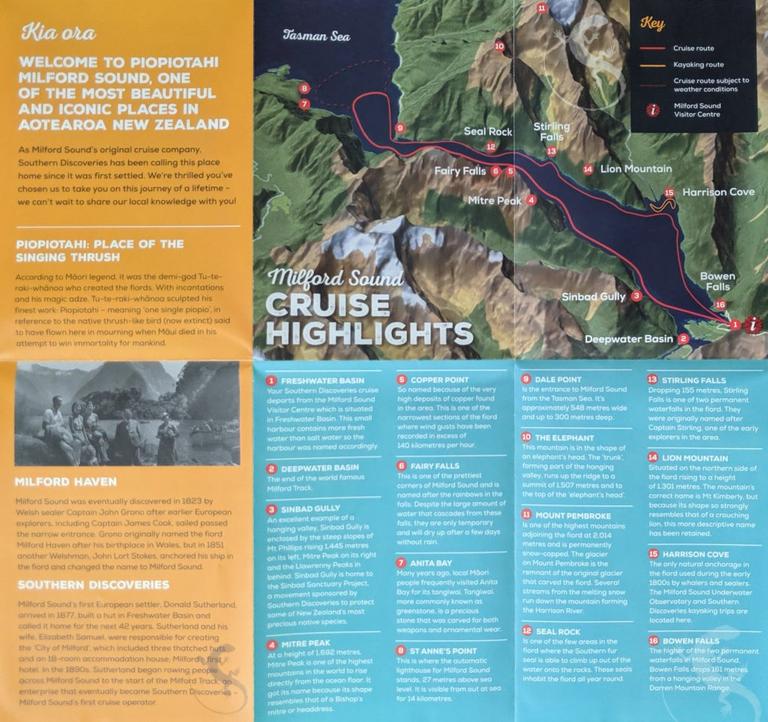 Kia ora
WELCOME TO PIOPIOTAHI
MILFORD SOUND, ONE
OF THE MOST BEAUTIFUL
AND ICONIC PLACES IN
AOTEAROA NEW ZEALAND
As Milford Sound's original cruise company,
Southern Discoveries has been calling this place
home since it was first settled. We're thrilled you've
chosen us to take you on this journey of a lifetime –
we can't wait to share our local knowledge with you!
PIOPIOTAHI: PLACE OF THE
SINGING THRUSH
According to Māori legend, it was the demi-god Tu-te-
raki-whānoa who created the fiords. With incantations
and his magic adze, Tu-te-raki-whānoa sculpted his
finest work: Piopiotahi – meaning 'one single piopio', in
reference to the native thrush-like bird (now extinct) said
to have flown here in mourning when Māui died in his
attempt to win immortality for mankind.
MILFORD HAVEN
Milford Sound was eventually discovered in 1823 by
Welsh sealer Captain John Grono after earlier European
explorers, including Captain James Cook, sailed passed
the narrow entrance. Grono originally named the fiord
Milford Haven after his birthplace in Wales, but in 1851
another Welshman, John Lort Stokes, anchored his ship in
the fiord and changed the name to Milford Sound.
SOUTHERN DISCOVERIES
Milford Sound's first European settler, Donald Sutherland,
arrived in 1877, built a hut in Freshwater Basin and
called it home for the next 42 years. Sutherland and his
wife, Elizabeth Samuel, were responsible for creating
the 'City of Milford', which included three thatched
and an 18-room accommodation house, Milford's first
hotel. In the 1890s, Sutherland began rowing people
across Milford Sound to the start of the Milford Track, an
enterprise that eventually became Southern Discoveries –
Milford Sound's first cruise operator.
Tasman Sea
11
10
8
7
9
Seal Rock
12
Stirling
Falls
13
Fairy Falls 6 5
14 Lion Mountain
Mitre Peak 4
15 Harrison Cove
Sinbad Gully 3
Bowen
Falls
16
1 i
Deepwater Basin 2
Key
Cruise route
Kayaking route
Cruise route subject to
weather conditions
i Milford Sound
Visitor Centre
Milford Sound
CRUISE
HIGHLIGHTS
1 FRESHWATER BASIN
Your Southern Discoveries cruise
departs from the Milford Sound
Visitor Centre which is situated
in Freshwater Basin. This small
harbour contains more fresh
water than salt water so the
harbour was named accordingly.
2 DEEPWATER BASIN
The end of the world famous
Milford Track.
3 SINBAD GULLY
An excellent example of a
hanging valley, Sinbad Gully is
enclosed by the steep slopes of
Mt Phillips rising 1,445 meters
on its left, Mitre Peak on its right
and the Llawrenny Peaks in
behind. Sinbad Gully is home to
the Sinbad Sanctuary Project,
a movement sponsored by
Southern Discoveries to protect
some of New Zealand's most
precious native species.
4 MITRE PEAK
At a height of 1,692 metres,
Mitre Peak is one of the highest
mountains in the world to rise
directly from the ocean floor. It
got its name because its shape
resembles that of a Bishop's
mitre or headdress.
5 COPPER POINT
So named because of the very
high deposits of copper found
in the area. This is one of the
narrowest sections of the fiord
where wind gusts have been
recorded in excess of
140 kilometres per hour.
6 FAIRY FALLS
This is one of the prettiest
corners of Milford Sound and is
named after the rainbows in the
falls. Despite the large amount of
water that cascades from these
falls, they are only temporary
and will dry up after a few days
without rain.
7 ANITA BAY
Many years ago, local Māori
people frequently visited Anita
Bay for its tangiwai. Tangiwai,
more commonly known as
greenstone, is a precious
stone that was carved for both
weapons and ornamental wear.
8 ST ANNE'S POINT
This is where the automatic
lighthouse for Milford Sound
stands, 27 metres above sea
level. It is visible from out at sea
for 14 kilometres.
9 DALE POINT
Is the entrance to Milford Sound
from the Tasman Sea. It's
approximately 548 metres wide
and up to 300 metres deep.
10 THE ELEPHANT
This mountain is in the shape of
an elephant's head. The 'trunk',
forming part of the hanging
valley, runs up the ridge to a
summit of 1,507 metres and to
the top of the 'elephant's head'.
11 MOUNT PEMBROKE
Is one of the highest mountains
adjoining the fiord at 2,014
metres and is permanently
snow-capped. The glacier
on Mount Pembroke is the
remnant of the original glacier
that carved the fiord. Several
streams from the melting snow
run down the mountain forming
the Harrison River.
12 SEAL ROCK
Is one of the few areas in the
fiord where the Southern fur
seal is able to climb up out of the
water onto the rocks. These seals
inhabit the fiord all year round.
13 STIRLING FALLS
Dropping 155 metres, Stirling
Falls is one of two permanent
waterfalls in the fiord. They
were originally named after
Captain Stirling, one of the early
explorers in the area.
14 LION MOUNTAIN
Situated on the northern side of
the fiord rising to a height
of 1,301 metres. The mountain's
correct name is Mt Kimberly, but
because its shape so strongly
resembles that of a crouching
lion, this more descriptive name
has been retained.
15 HARRISON COVE
The only natural anchorage in
the fiord used during the early
1800s by whalers and sealers.
The Milford Sound Underwater
Observatory and Southern
Discoveries kayaking trips are
located here.
16 BOWEN FALLS
The higher of the two permanent
waterfalls in Milford Sound,
Bowen Falls drops 161 metres
from a hanging valley in the
Darren Mountain Range.